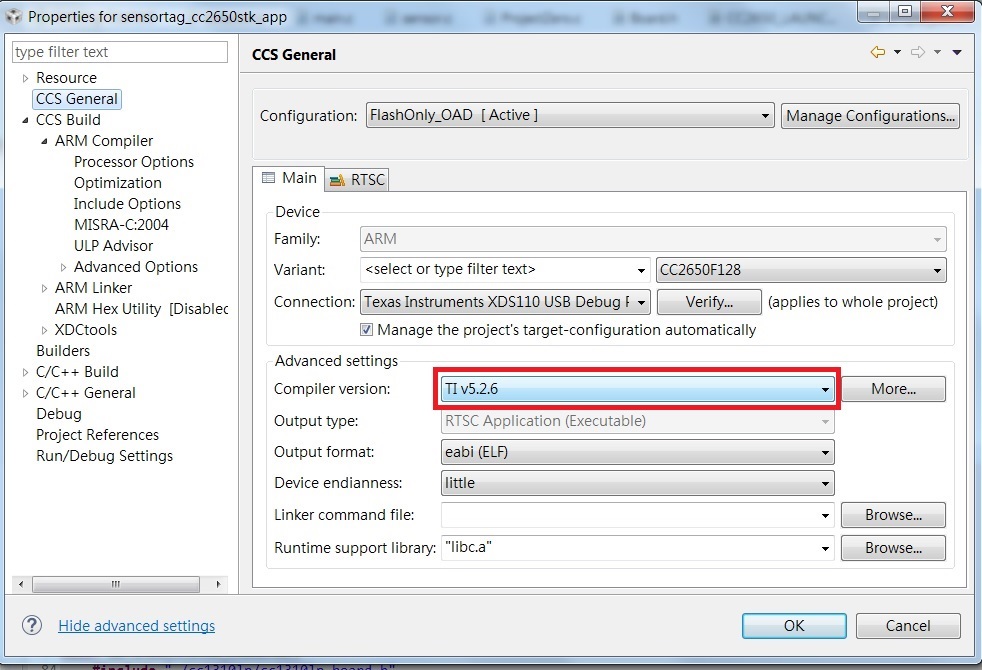 Properties for sensortag_cc2650stk_app
type filter text
CCS General
Resource
CCS General
CCS Build
ARM Compiler
Processor Options
Optimization
Include Options
MISRA-C:2004
ULP Advisor
Advanced Options
ARM Linker
ARM Hex Utility [Disabled
XDCtools
Builders
C/C++ Build
C/C++ General
Debug
Project References
Run/Debug Settings
Configuration: FlashOnly_OAD [ Active ] Manage Configurations...
Main RTSC
Device
Family: ARM
Variant: <select or type filter text> CC2650F128
Connection: Texas Instruments XDS110 USB Debug Verify... (applies to whole project)
Manage the project's target-configuration automatically
Advanced settings
Compiler version: TI v5.2.6 More...
Output type: RTSC Application (Executable)
Output format: eabi (ELF)
Device endianness: little
Linker command file: Browse...
Runtime support library: "libc.a" Browse...
? Hide advanced settings OK Cancel